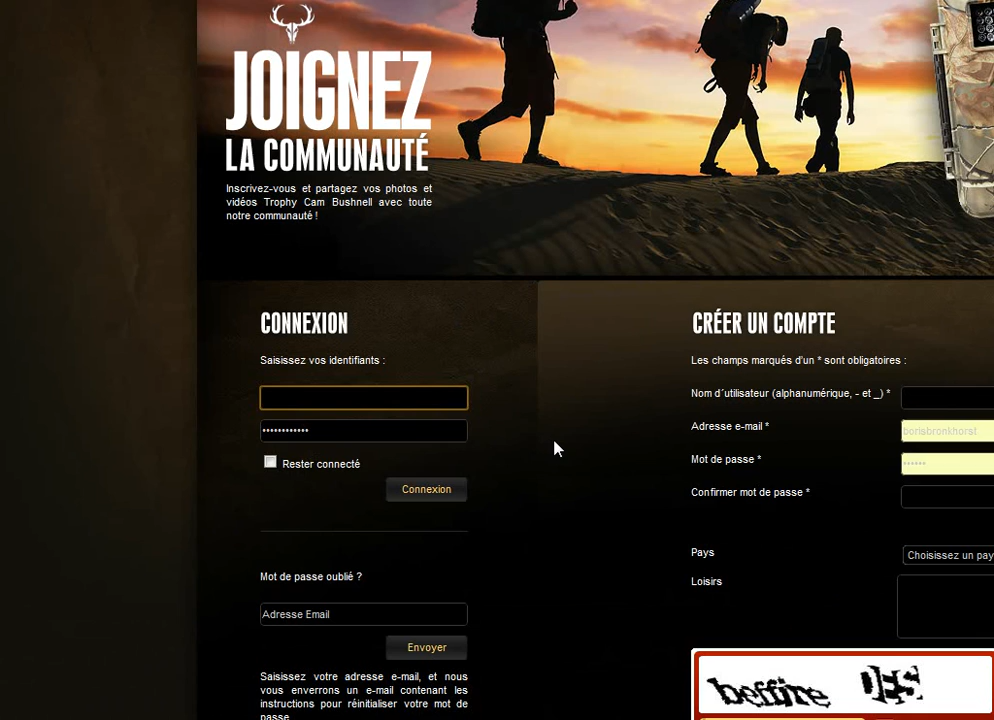 JOIGNEZ
LA COMMUNAUTÉ
Inscrivez-vous et partagez vos photos et
vidéos Trophy Cam Bushnell avec toute
notre communauté !
CONNEXION
Saisissez vos identifiants :
Rester connecté
Connexion
Mot de passe oublié ?
Adresse Email
Envoyer
Saisissez votre adresse e-mail, et nous
vous enverrons un e-mail contenant les
instructions pour réinitialiser votre mot de
passe
CRÉER UN COMPTE
Les champs marqués d'un * sont obligatoires :
Nom d´utilisateur (alphanumérique, - et _) *
Adresse e-mail *
borisbronkhorst
Mot de passe *
Confirmer mot de passe *
Pays
Choisissez un pay
Loisirs
beffire